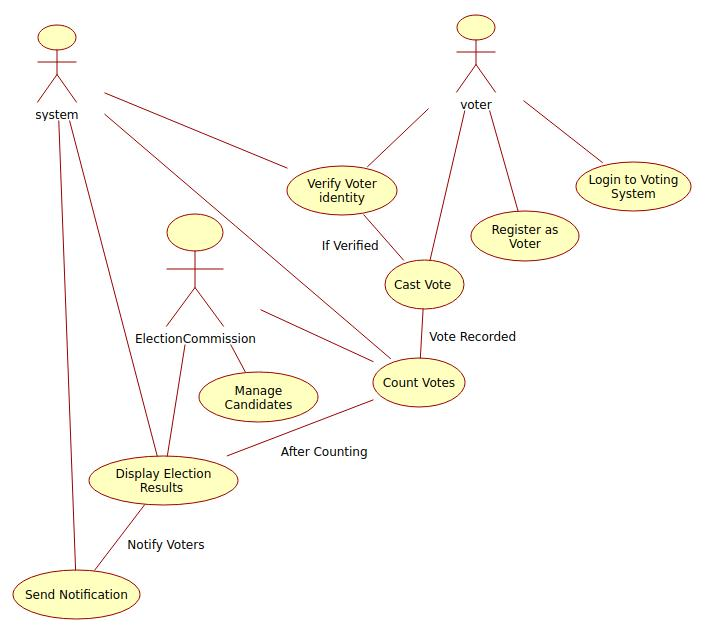 voter
system
Verify Voter
identity
Login to Voting
System
Register as
Voter
If Verified
Cast Vote
ElectionCommission
Vote Recorded
Manage
Candidates
Count Votes
After Counting
Display Election
Results
Notify Voters
Send Notification